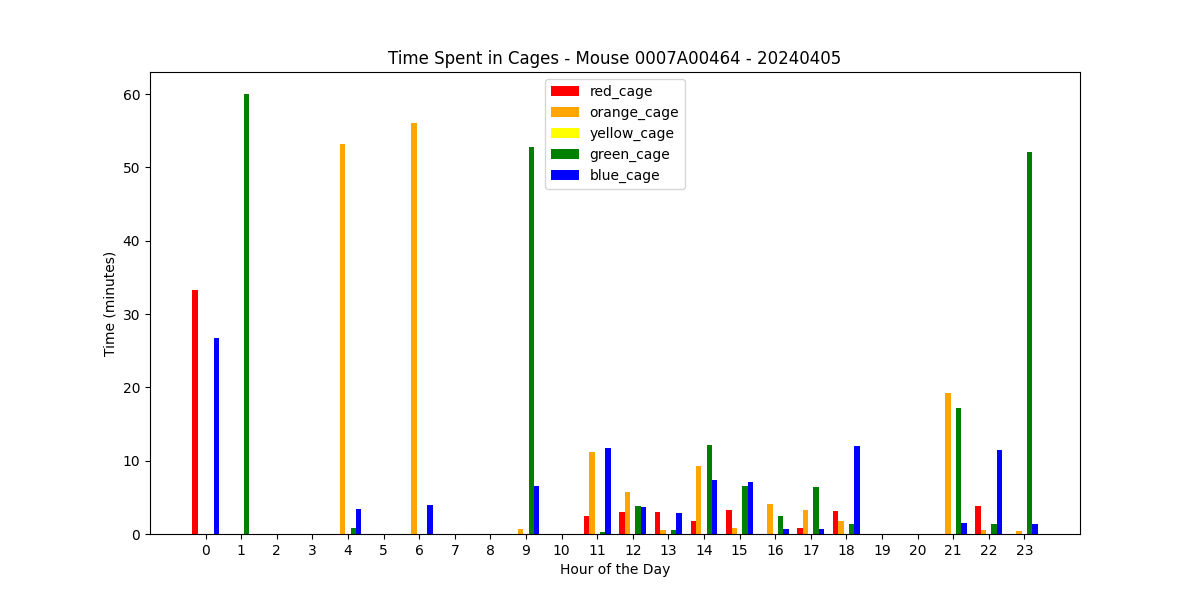 Time Spent in Cages - Mouse 0007A00464 - 20240405
red_cage
orange_cage
yellow_cage
green_cage
blue_cage
Time (minutes)
60
50
40
30
20
10
0
0 1 2 3 4 5 6 7 8 9 10 11 12 13 14 15 16 17 18 19 20 21 22 23
Hour of the Day